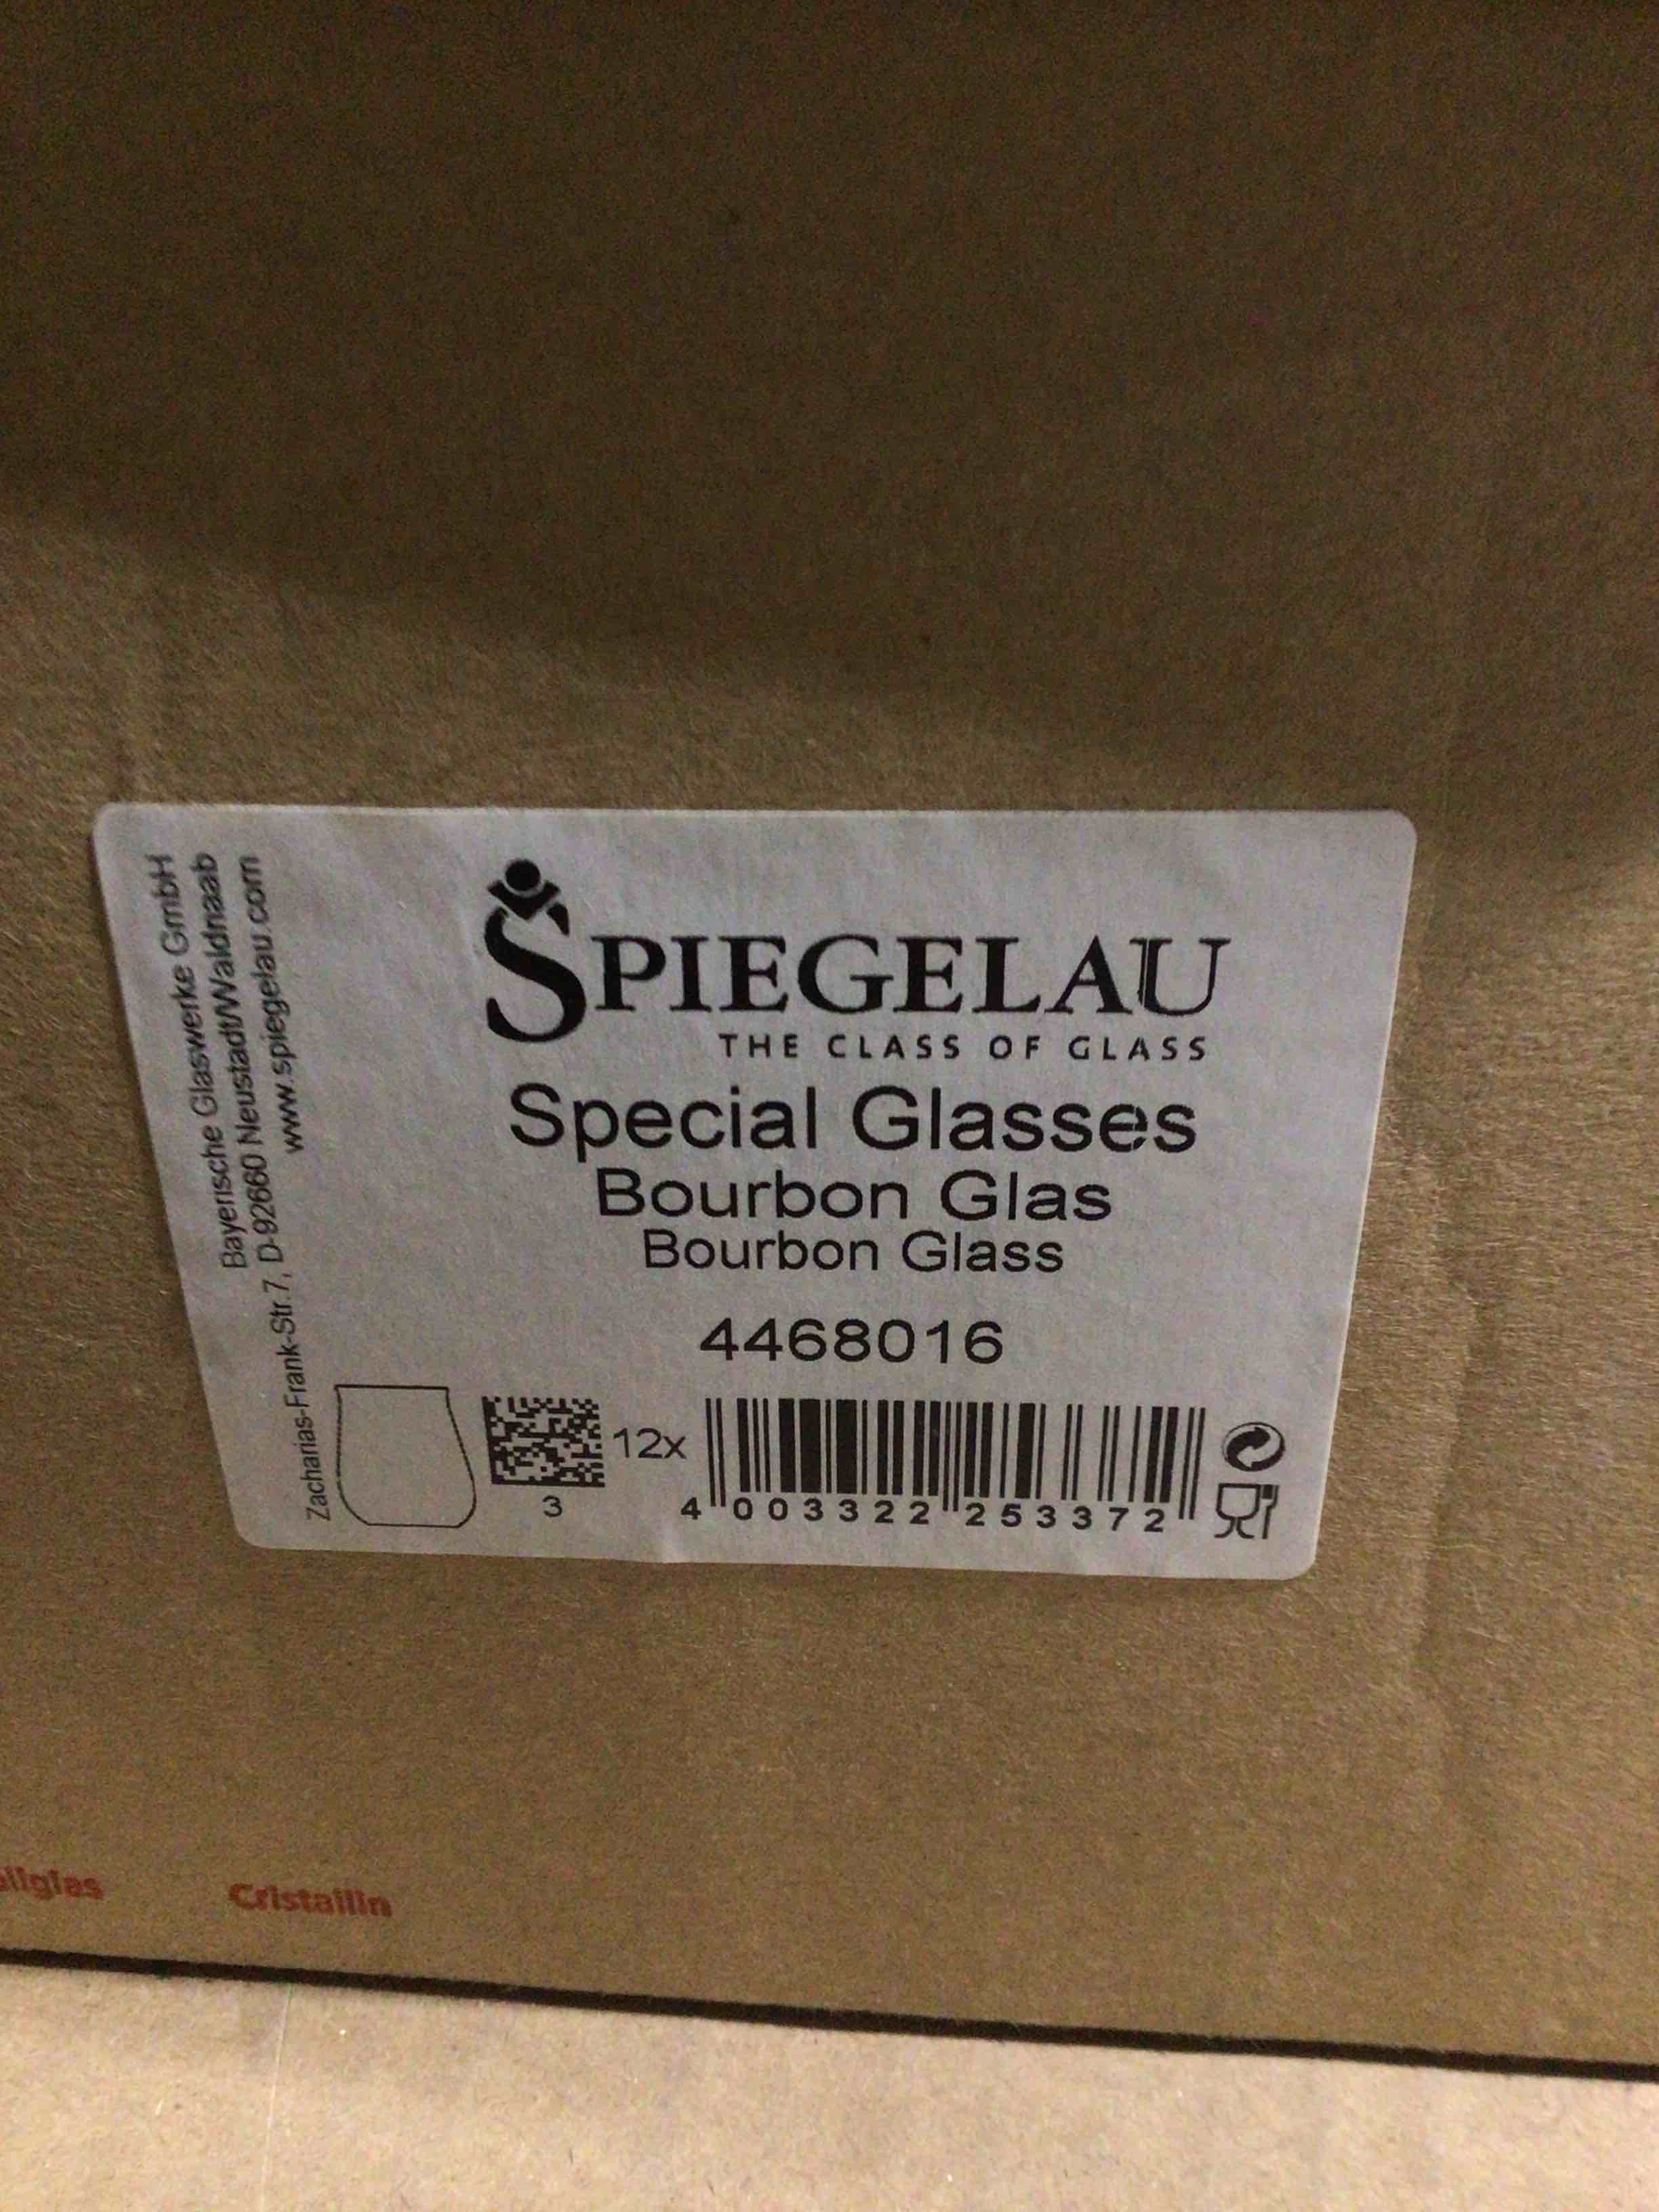 SPIEGELAU
THE CLASS OF GLASS
Special Glasses
Bourbon Glas
Bourbon Glass
4468016
12x
3
4 003322 253372
Bayerische Glaswerke GmbH
Zacharias-Frank-Str.7, D-92660 Neustadt/Waldnaab
www.spiegelau.com
Cristallin